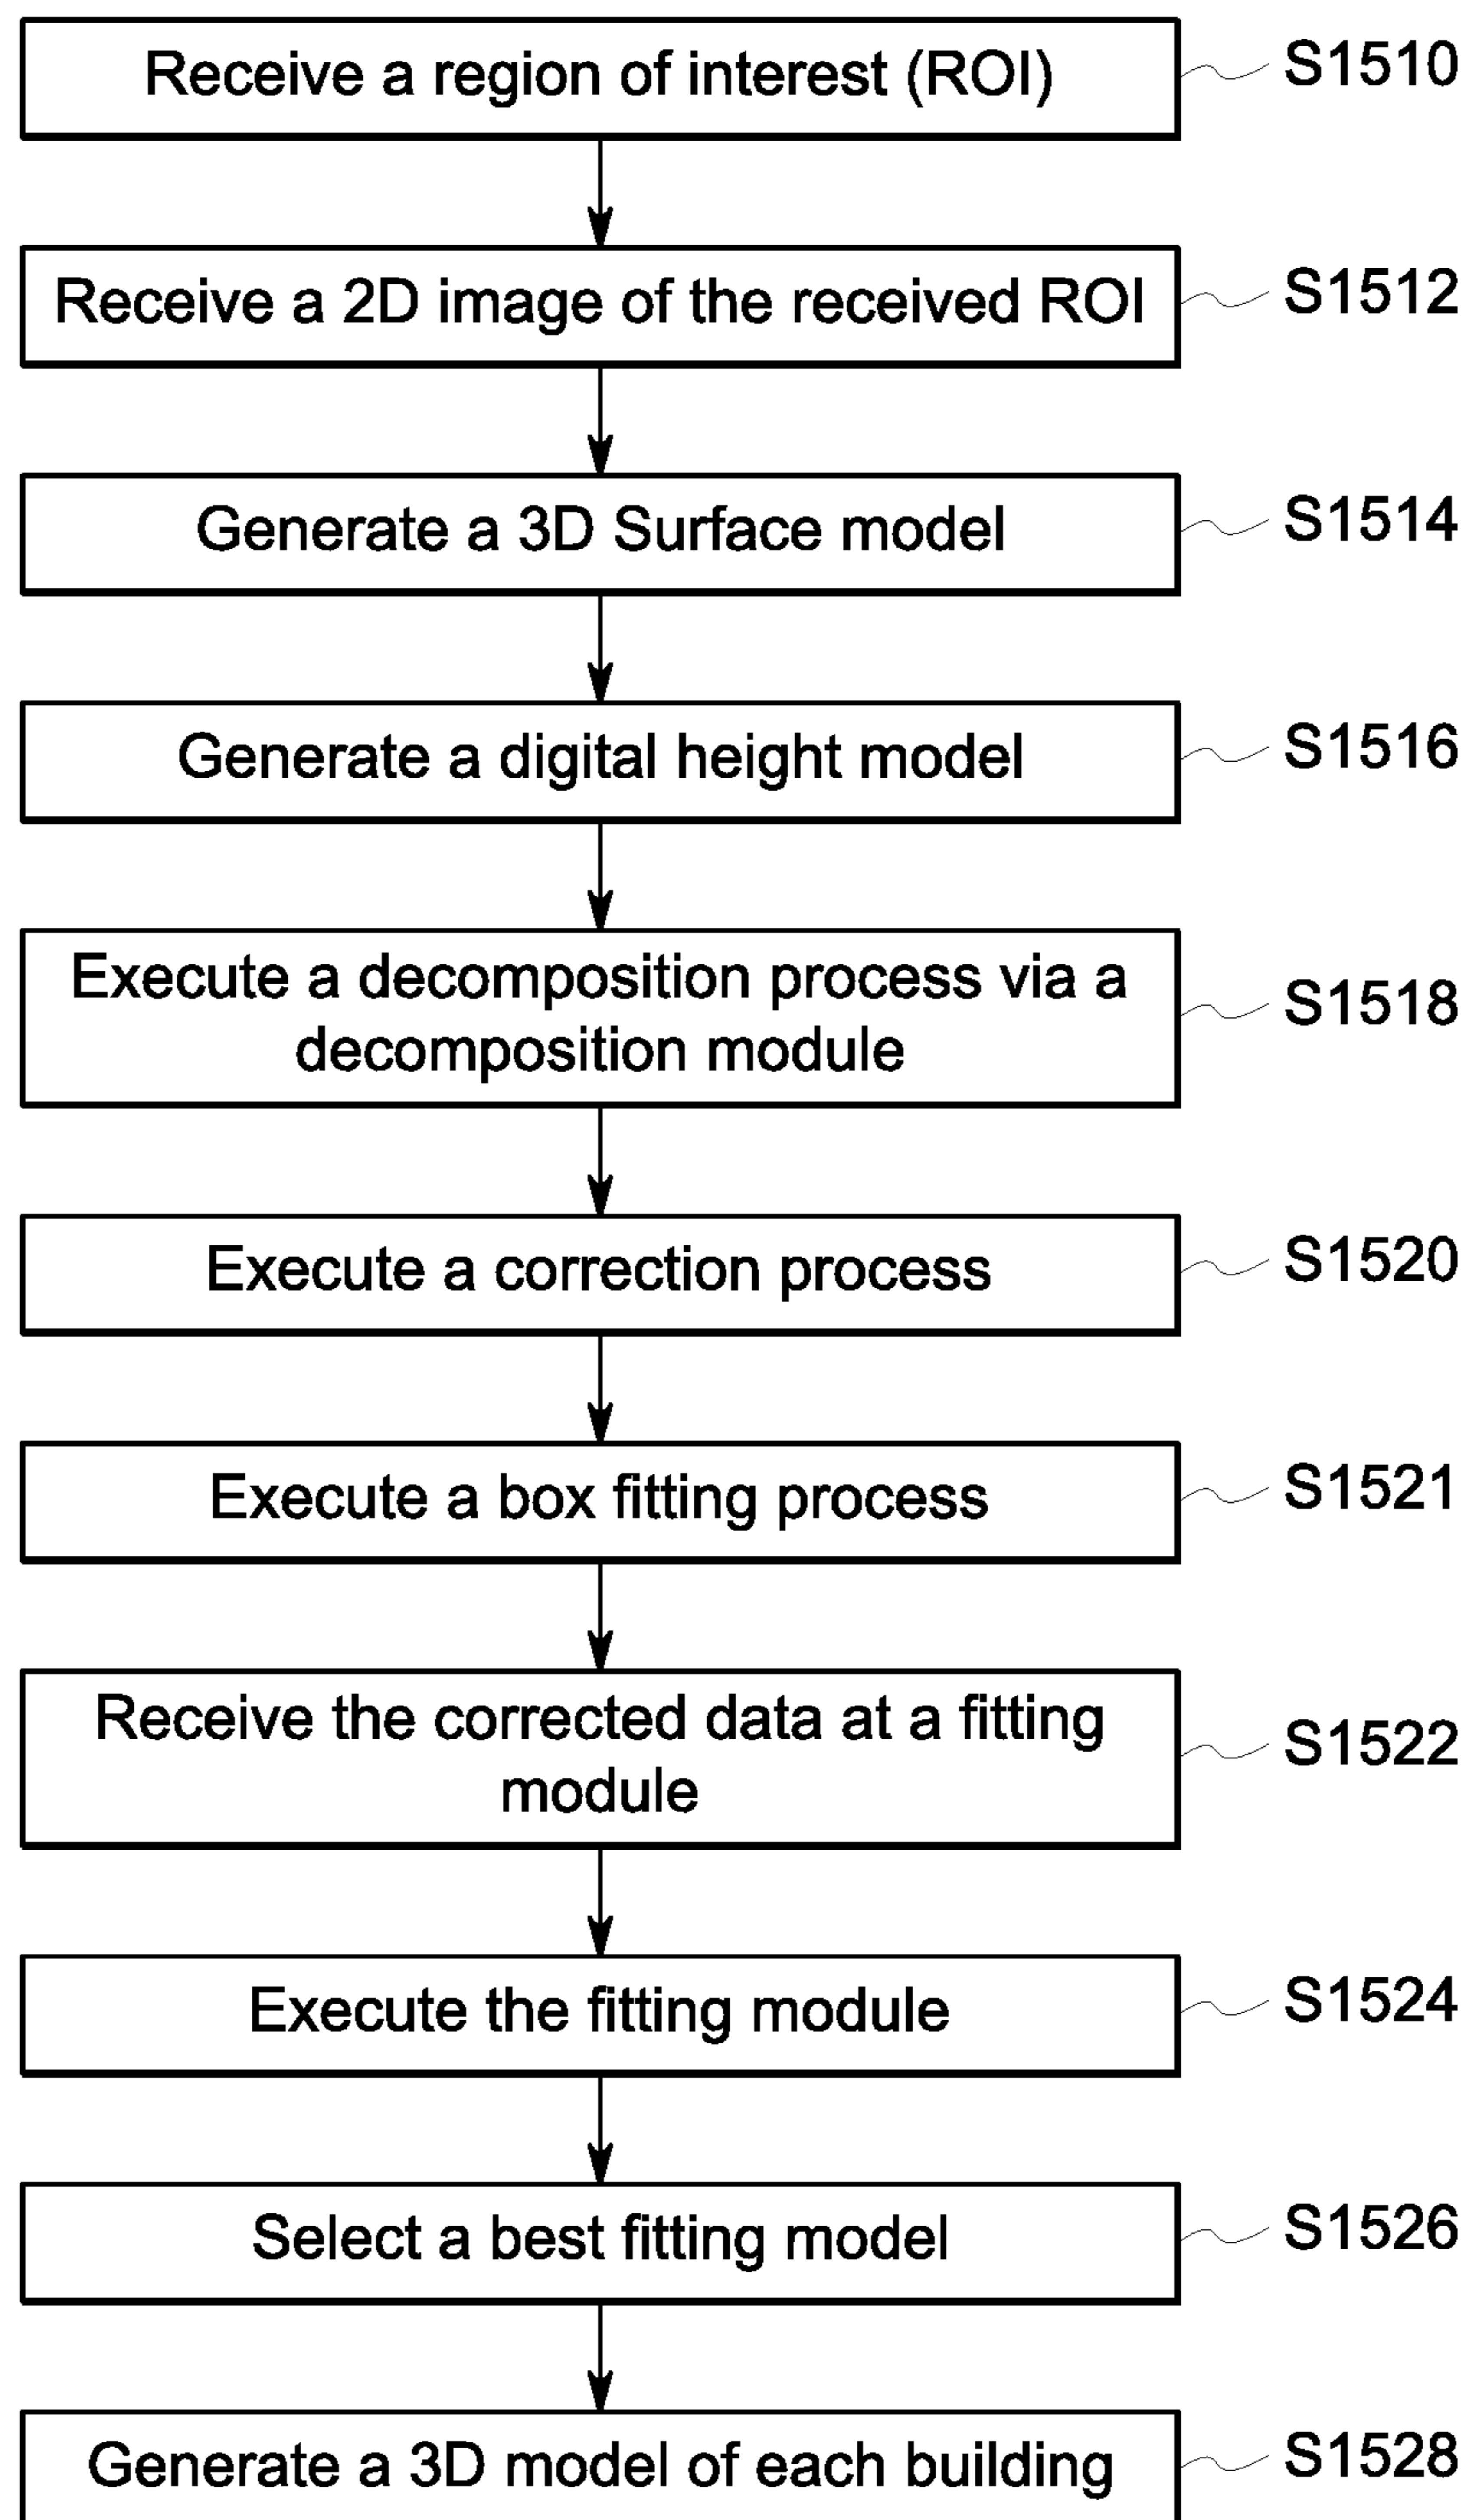 Receive a region of interest (ROI)
S1510
Receive a 2D image of the received ROI
S1512
Generate a 3D Surface model
S1514
Generate a digital height model
S1516
Execute a decomposition process via a
decomposition module
S1518
Execute a correction process
S1520
Execute a box fitting process
S1521
Receive the corrected data at a fitting
module
S1522
Execute the fitting module
S1524
Select a best fitting model
S1526
Generate a 3D model of each building
S1528